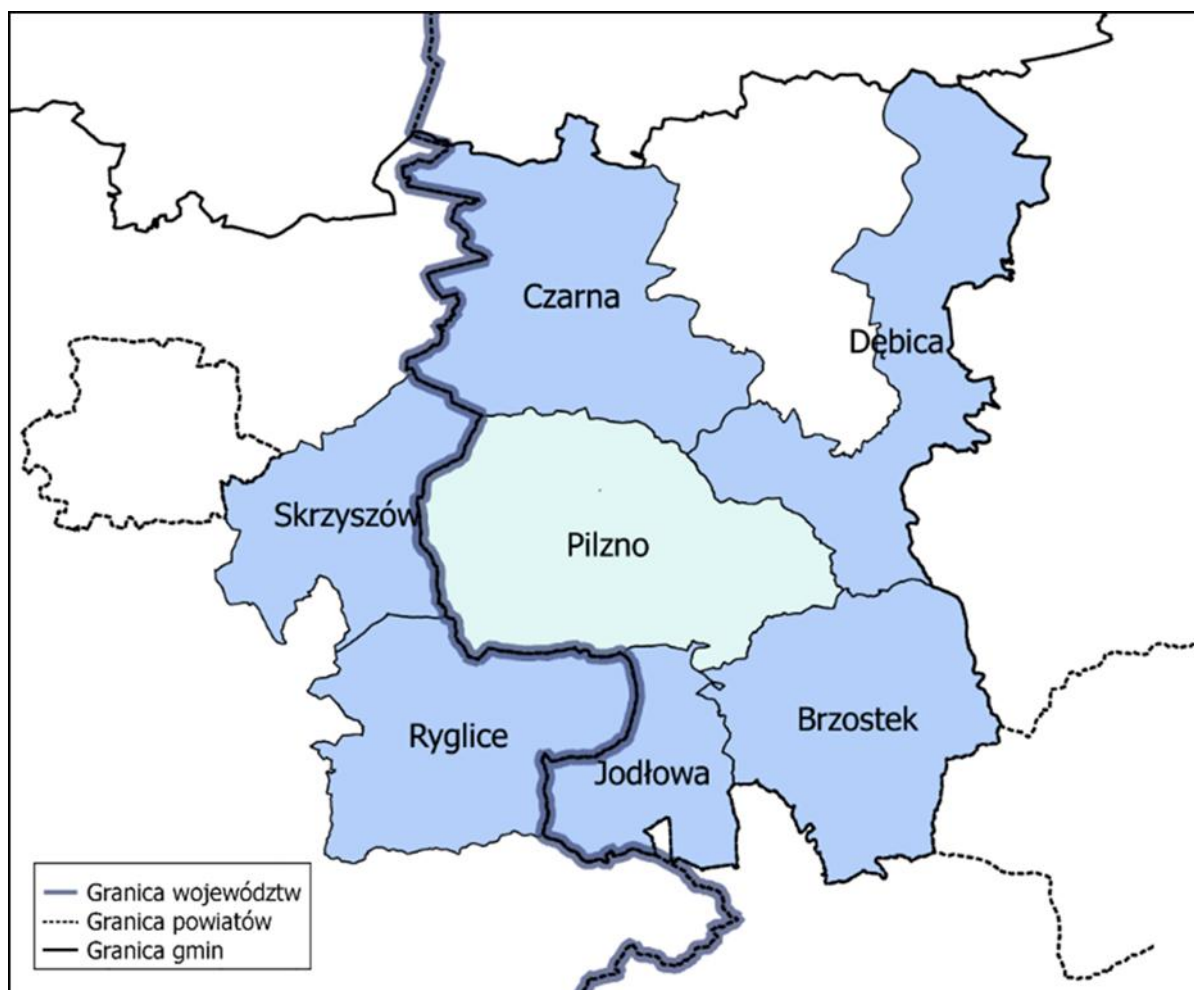 Czarna
Dębica
Skrzyszów
Pilzno
Ryglice
Jodłowa
Brzostek
Granica województw
Granica powiatów
Granica gmin